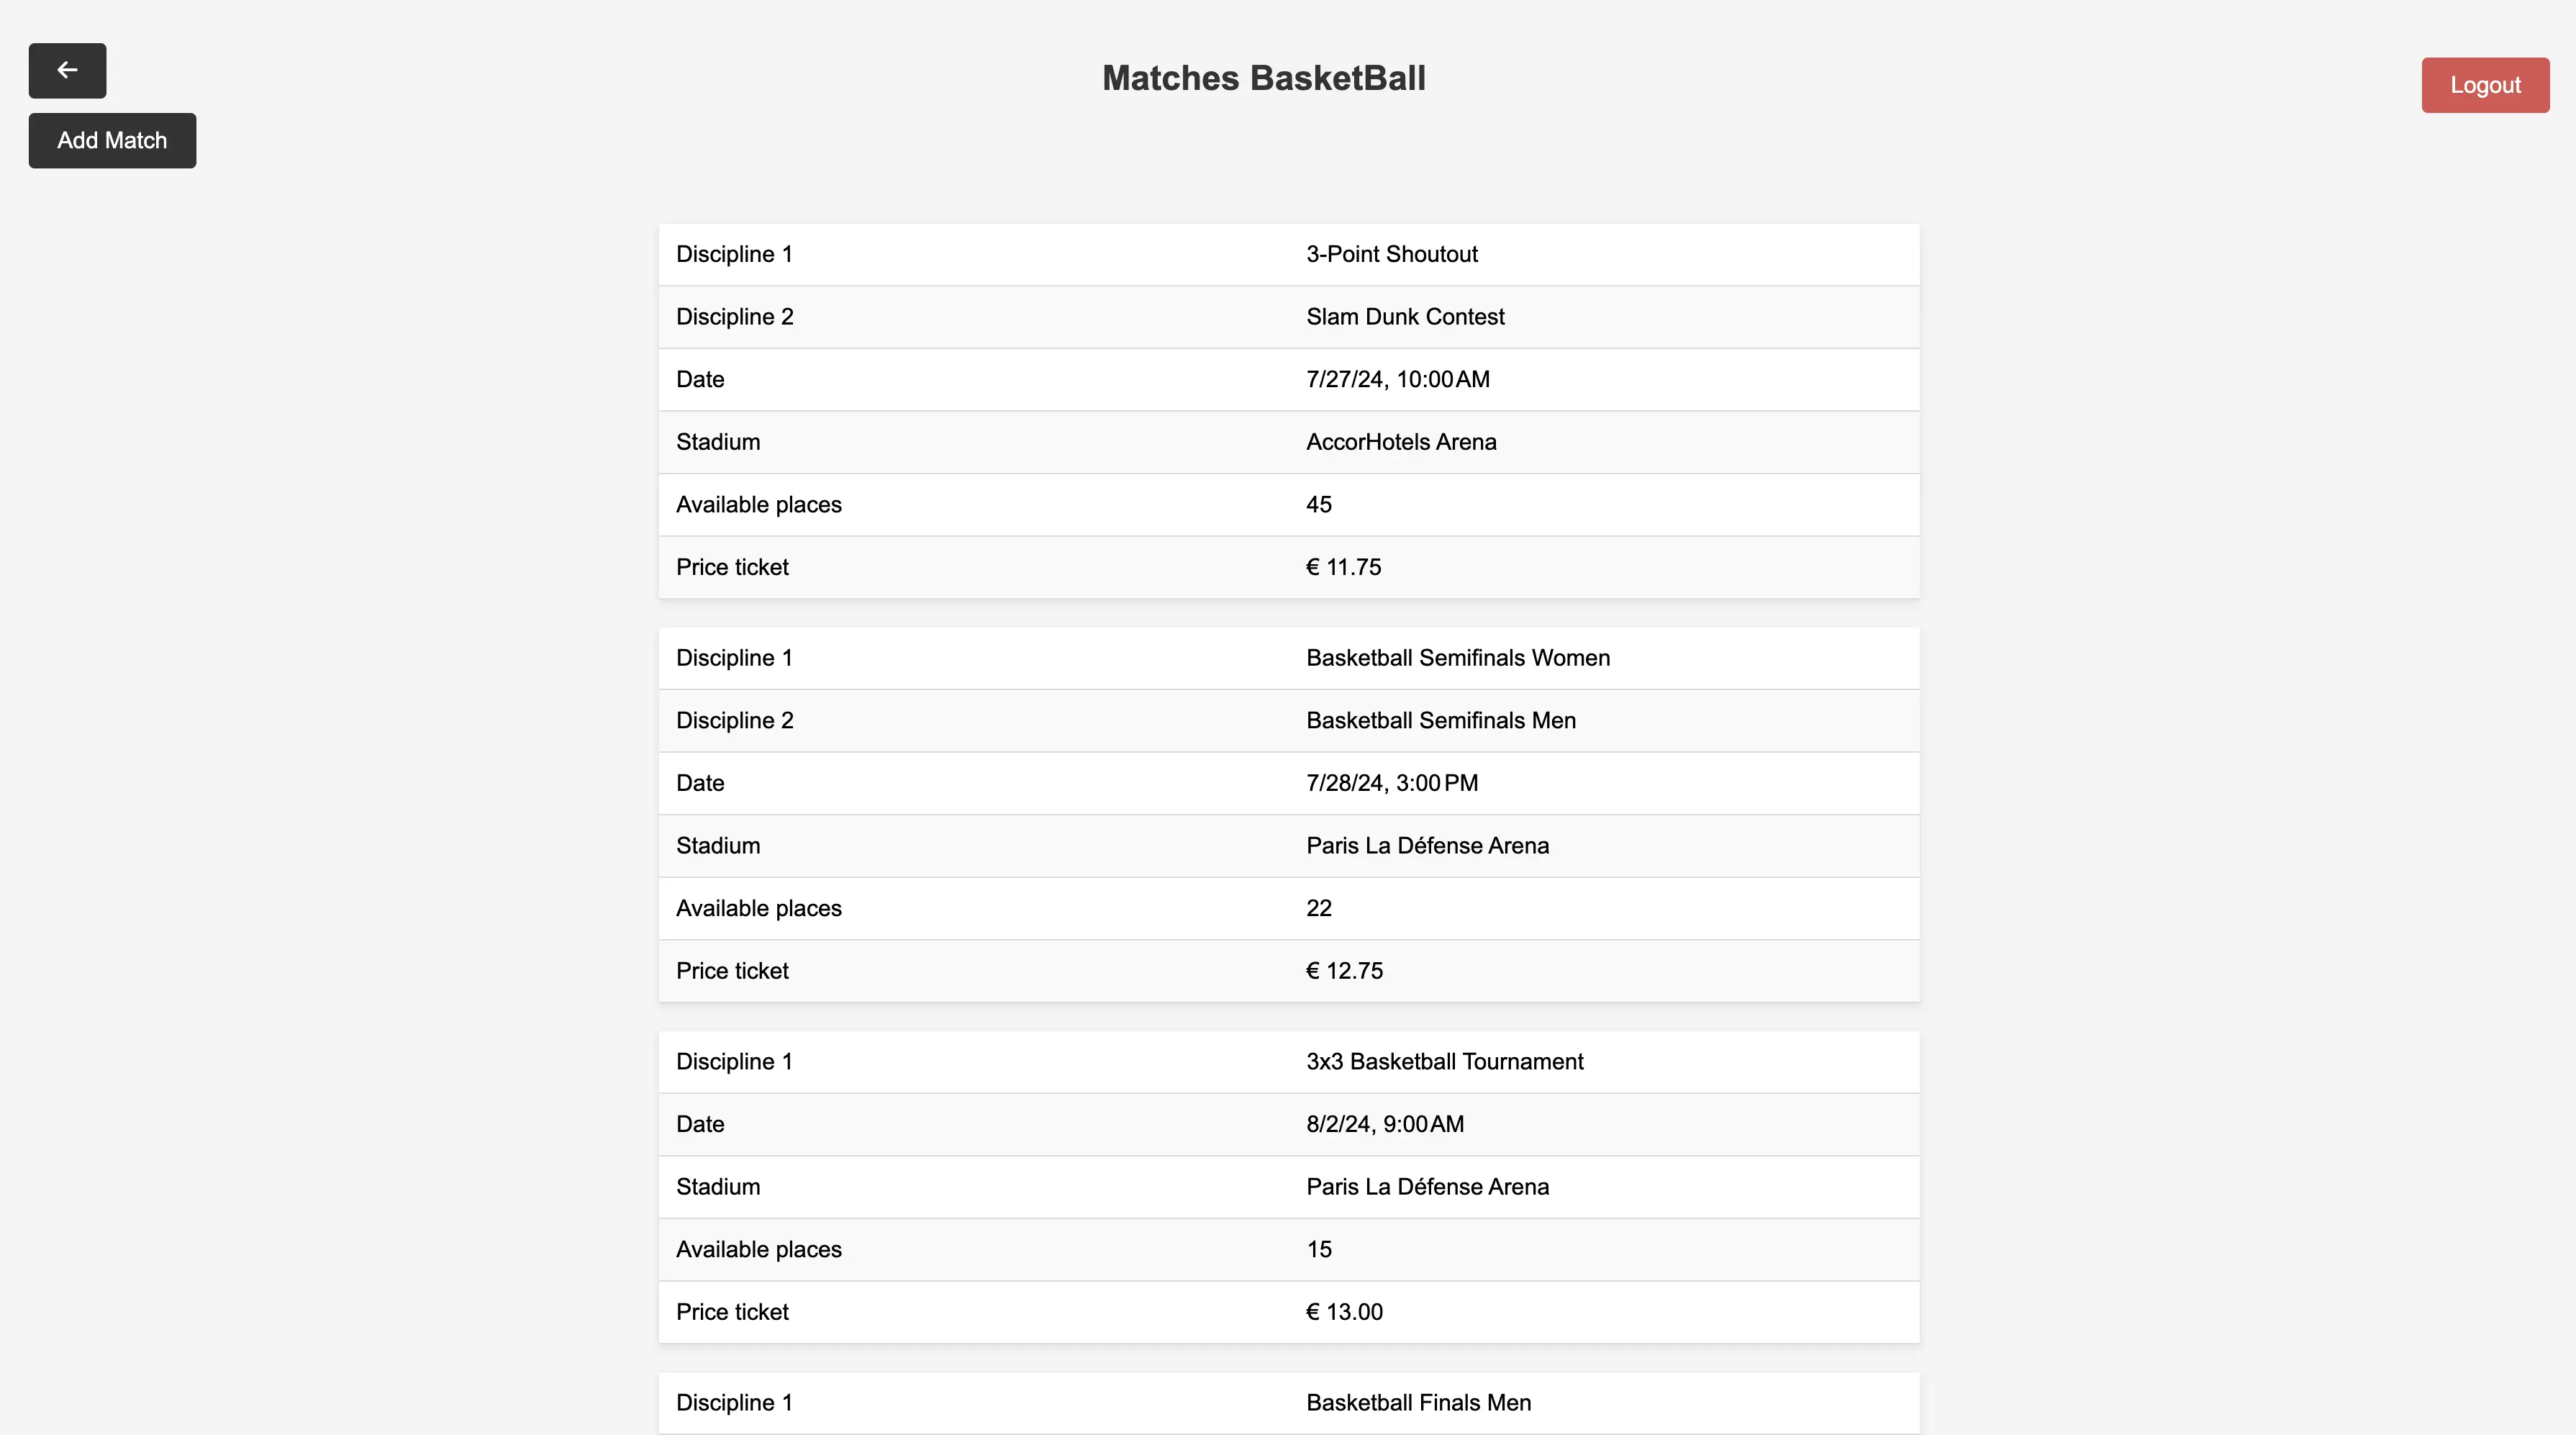 Matches BasketBall
Logout
Add Match
Discipline 1 3-Point Shoutout
Discipline 2 Slam Dunk Contest
Date 7/27/24, 10:00 AM
Stadium AccorHotels Arena
Available places 45
Price ticket € 11.75
Discipline 1 Basketball Semifinals Women
Discipline 2 Basketball Semifinals Men
Date 7/28/24, 3:00 PM
Stadium Paris La Défense Arena
Available places 22
Price ticket € 12.75
Discipline 1 3x3 Basketball Tournament
Date 8/2/24, 9:00 AM
Stadium Paris La Défense Arena
Available places 15
Price ticket € 13.00
Discipline 1 Basketball Finals Men